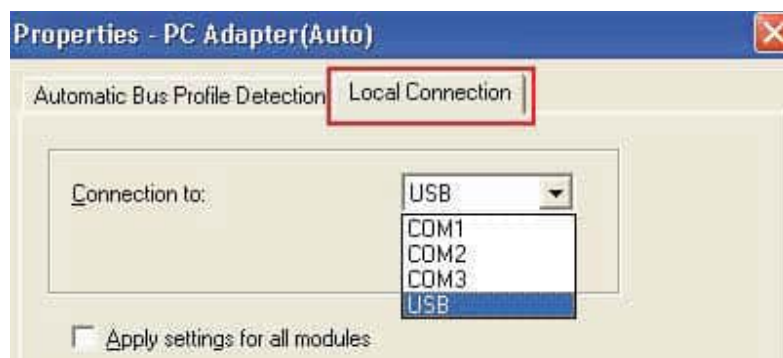 Properties - PC Adapter(Auto)
Automatic Bus Profile Detection
Local Connection
Connection to:
USB
COM1
COM2
COM3
USB
Apply settings for all modules